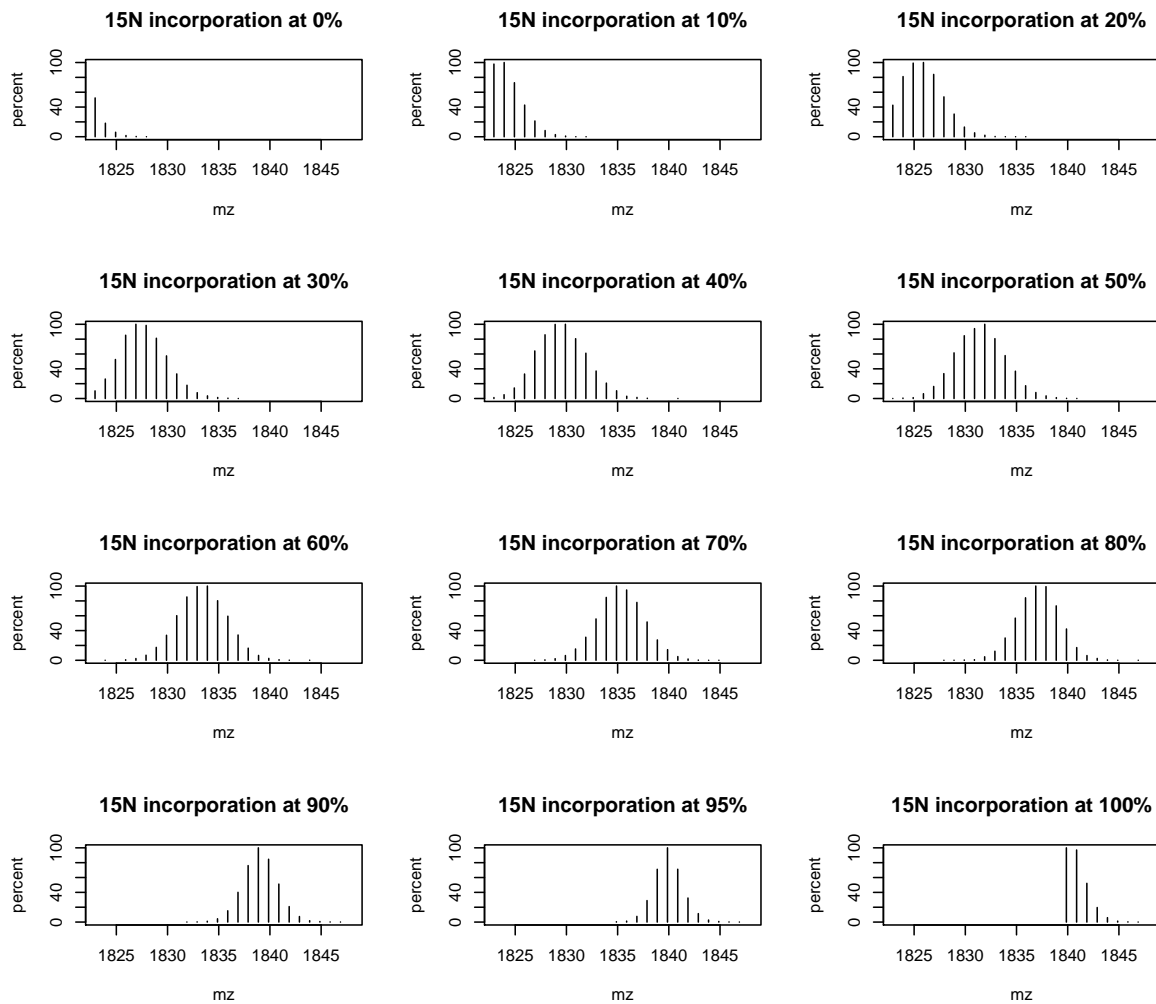 15N incorporation at 0%
percent
0 40 100
1825 1830 1835 1840 1845
mz
15N incorporation at 10%
percent
0 40 100
1825 1830 1835 1840 1845
mz
15N incorporation at 20%
percent
0 40 100
1825 1830 1835 1840 1845
mz
15N incorporation at 30%
percent
0 40 100
1825 1830 1835 1840 1845
mz
15N incorporation at 40%
percent
0 40 100
1825 1830 1835 1840 1845
mz
15N incorporation at 50%
percent
0 40 100
1825 1830 1835 1840 1845
mz
15N incorporation at 60%
percent
0 40 100
1825 1830 1835 1840 1845
mz
15N incorporation at 70%
percent
0 40 100
1825 1830 1835 1840 1845
mz
15N incorporation at 80%
percent
0 40 100
1825 1830 1835 1840 1845
mz
15N incorporation at 90%
percent
0 40 100
1825 1830 1835 1840 1845
mz
15N incorporation at 95%
percent
0 40 100
1825 1830 1835 1840 1845
mz
15N incorporation at 100%
percent
0 40 100
1825 1830 1835 1840 1845
mz